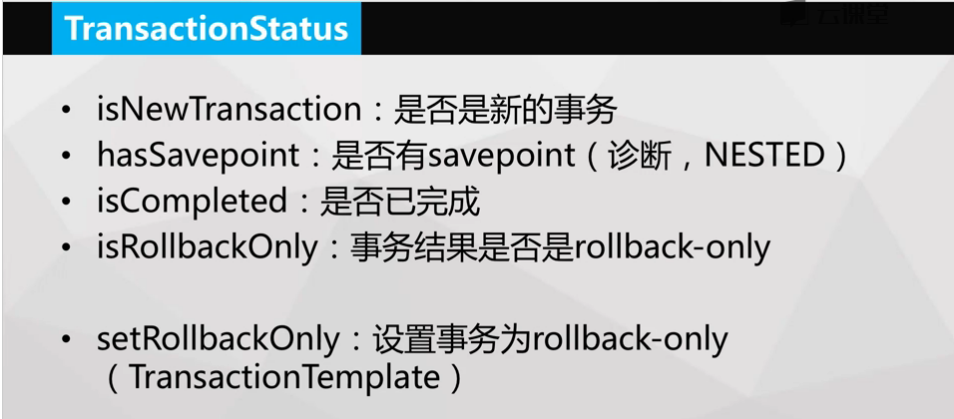 TransactionStatus
云课堂
• isNewTransaction：是否是新的事务
• hasSavepoint：是否有savepoint（诊断，NESTED）
• isCompleted：是否已完成
• isRollbackOnly：事务结果是否是rollback-only
• setRollbackOnly：设置事务为rollback-only
（TransactionTemplate）